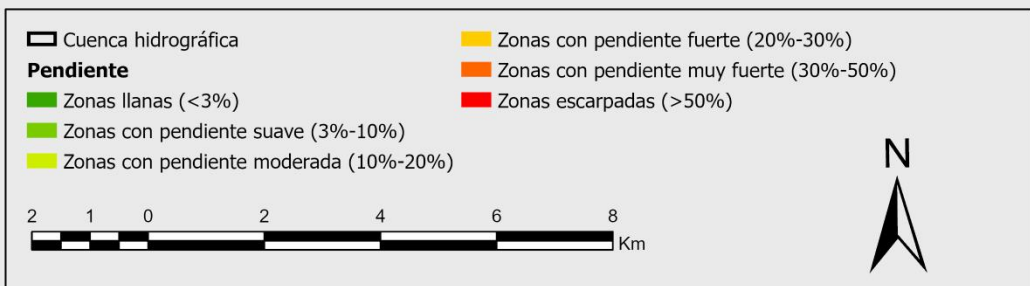 Cuenca hidrográfica
Pendiente
Zonas llanas (<3%)
Zonas con pendiente suave (3%-10%)
Zonas con pendiente moderada (10%-20%)
Zonas con pendiente fuerte (20%-30%)
Zonas con pendiente muy fuerte (30%-50%)
Zonas escarpadas (>50%)
N
2 1 0 2 4 6 8
Km